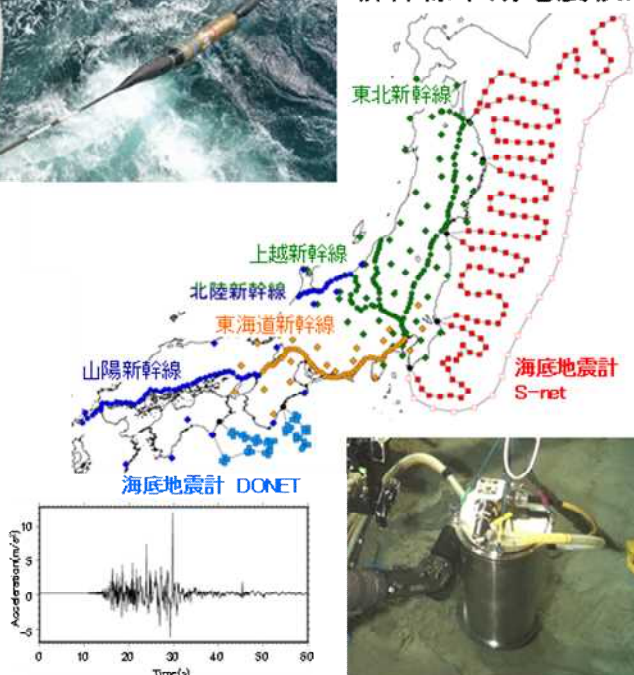 東北新幹線
上越新幹線
北陸新幹線
東海道新幹線
山陽新幹線
海底地震計
S-net
海底地震計 DONET
Acceleration(m/s²)
10
5
0
-5
0 10 20 30 40 50 60
Time(s)